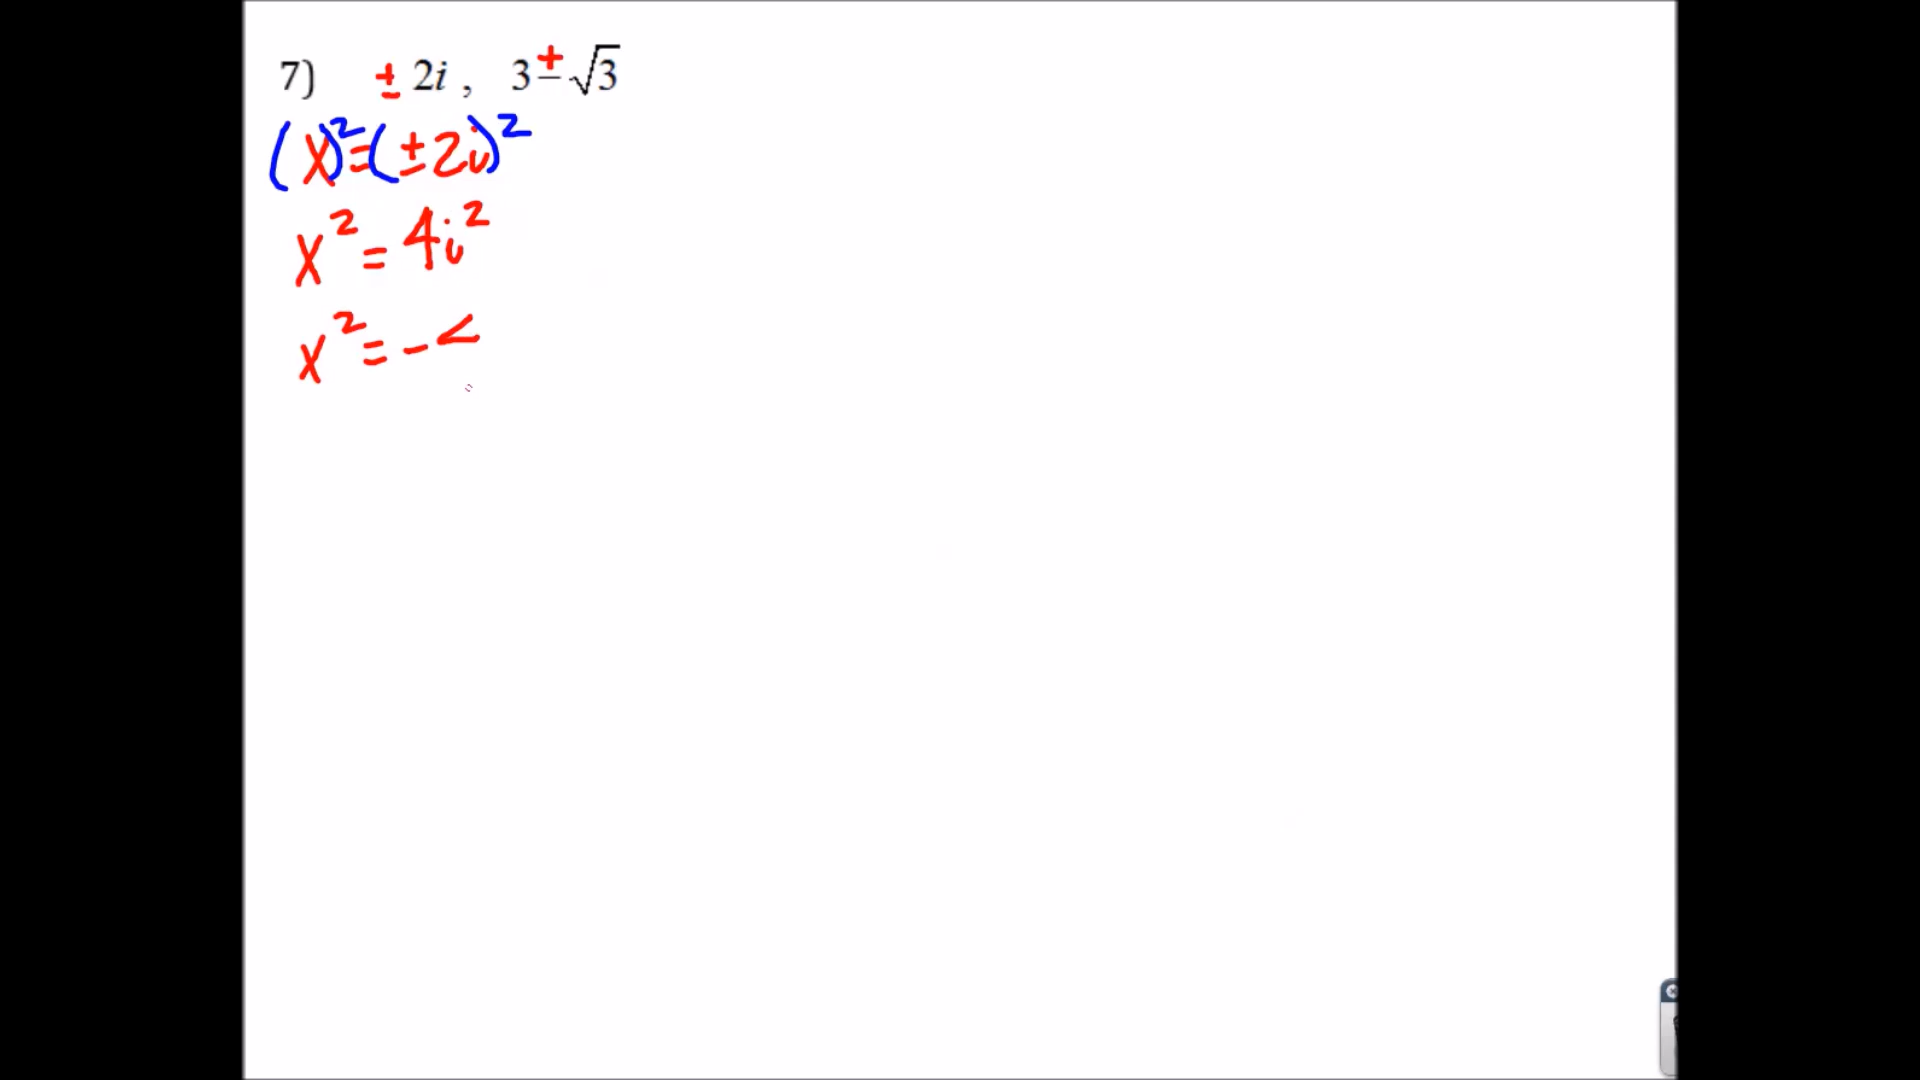 7) ± 2i , 3 ± √3
(x)² = (± 2i)²
x² = 4i²
x² = -